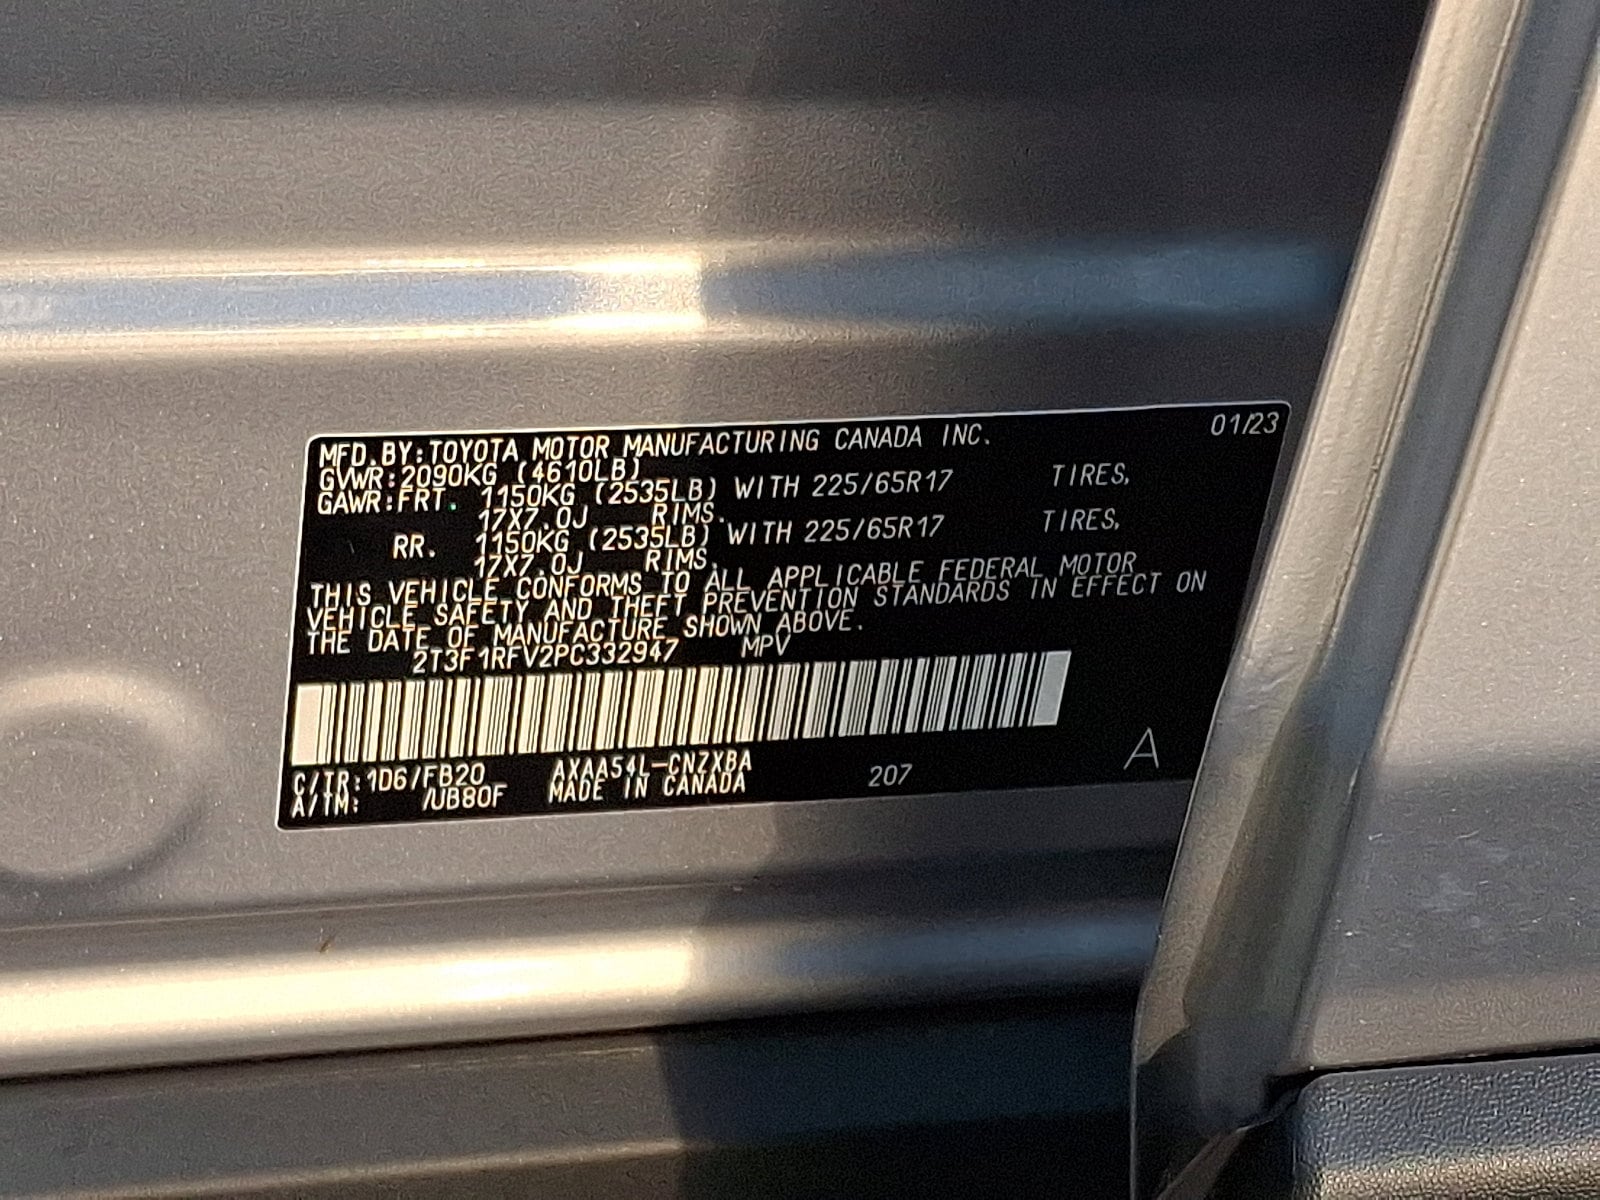 01/23
MFD.BY:TOYOTA MOTOR MANUFACTURING CANADA INC.
GVWR:2090KG (4610LB)
GAWR:FRT. 1150KG (2535LB) WITH 225/65R17 TIRES,
17X7.0J RIMS.
RR. 1150KG (2535LB) WITH 225/65R17 TIRES,
17X7.0J RIMS.
THIS VEHICLE CONFORMS TO ALL APPLICABLE FEDERAL MOTOR
VEHICLE SAFETY AND THEFT PREVENTION STANDARDS IN EFFECT ON
THE DATE OF MANUFACTURE SHOWN ABOVE.
2T3F1RFV2PC332947 MPV
C/TR:1D6/FB20 AXAA54L-CNZXBA 207 A
A/TM: /UB80F MADE IN CANADA